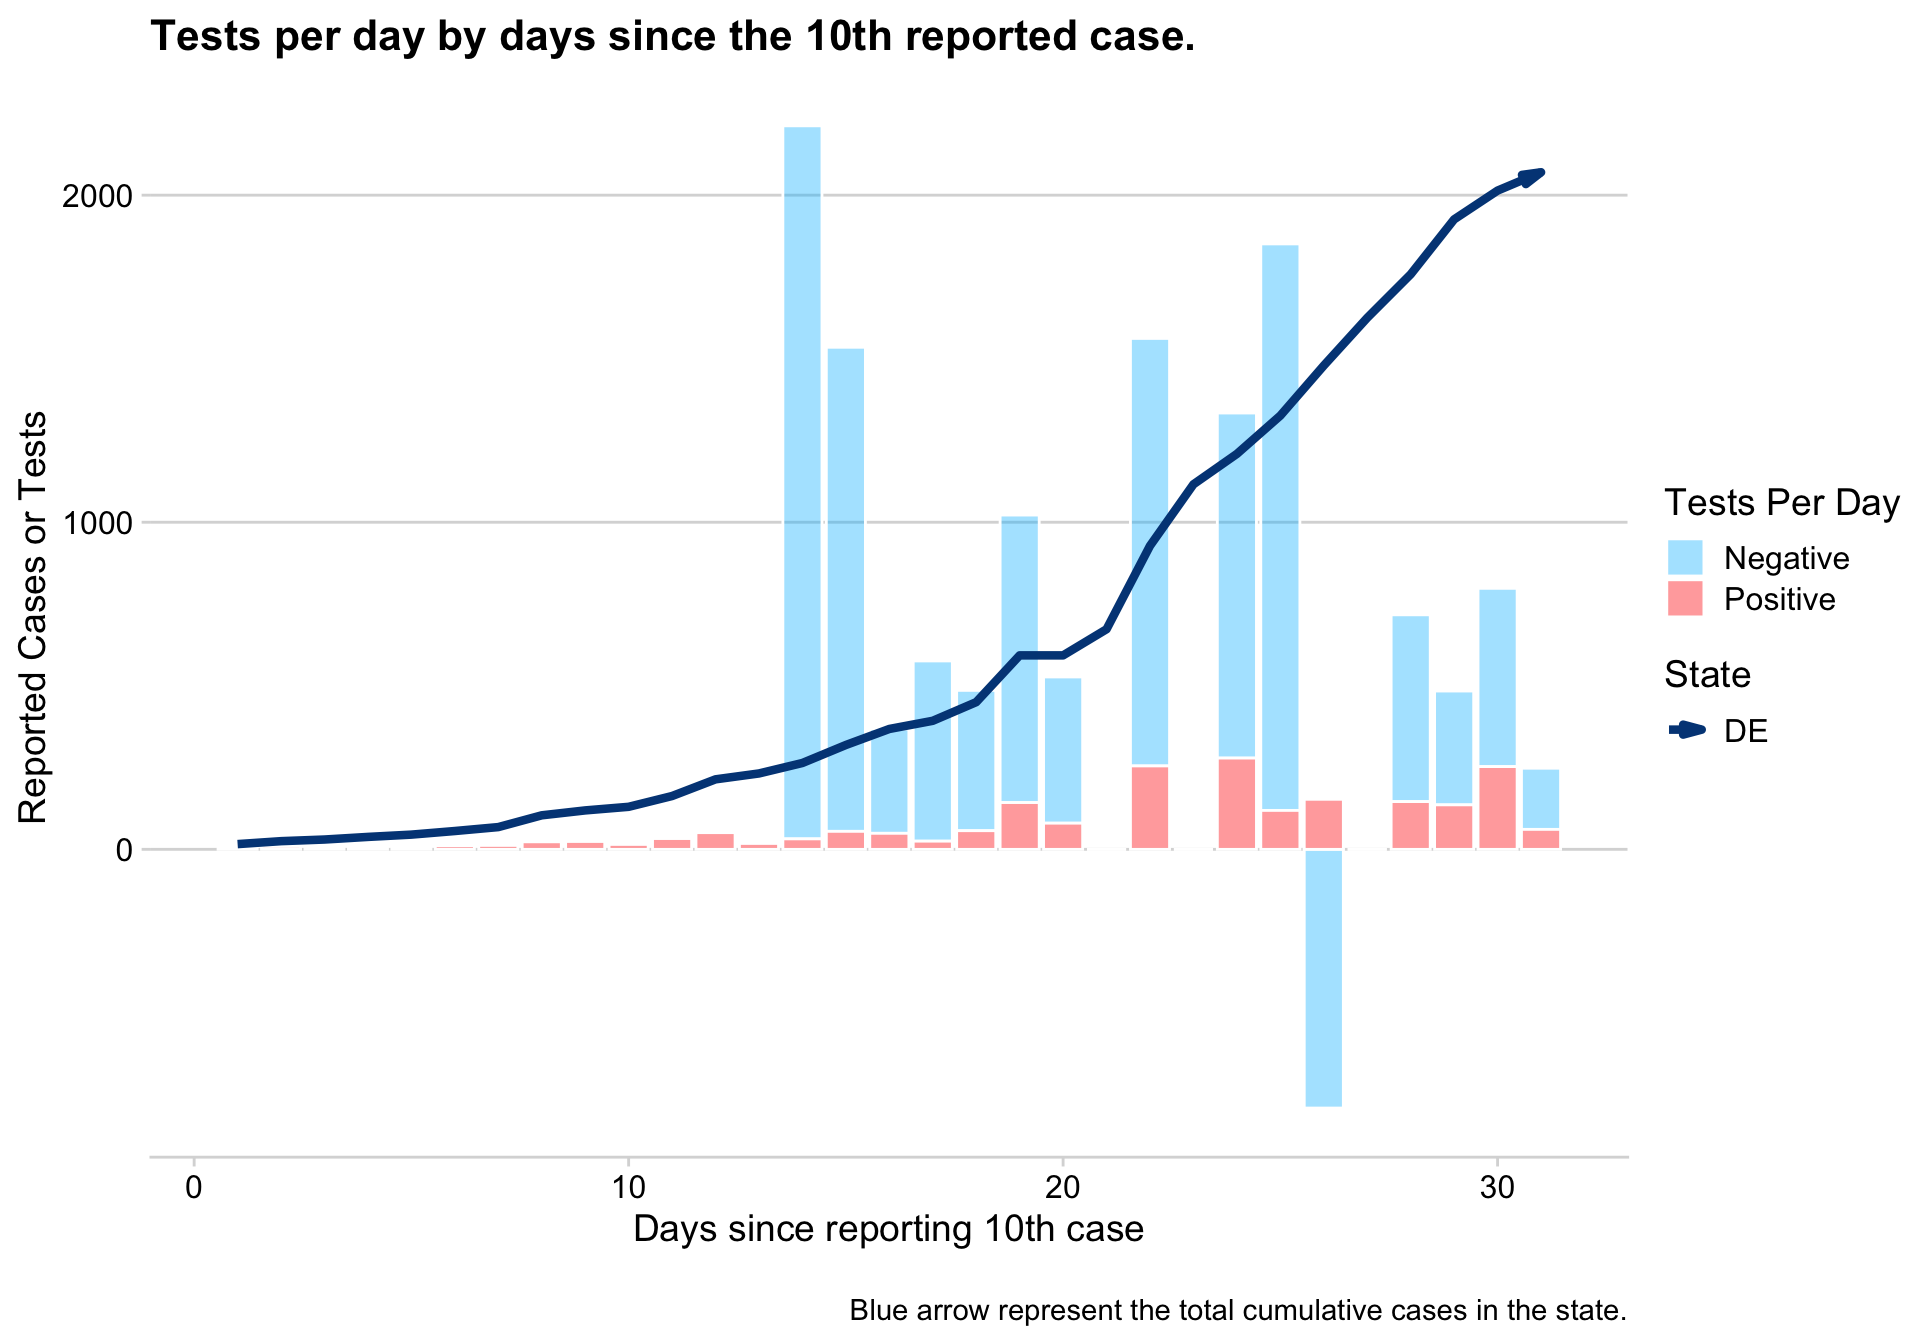 Tests per day by days since the 10th reported case.
2000
1000
0
Reported Cases or Tests
0
10
20
30
Days since reporting 10th case
Tests Per Day
Negative
Positive
State
DE
Blue arrow represent the total cumulative cases in the state.